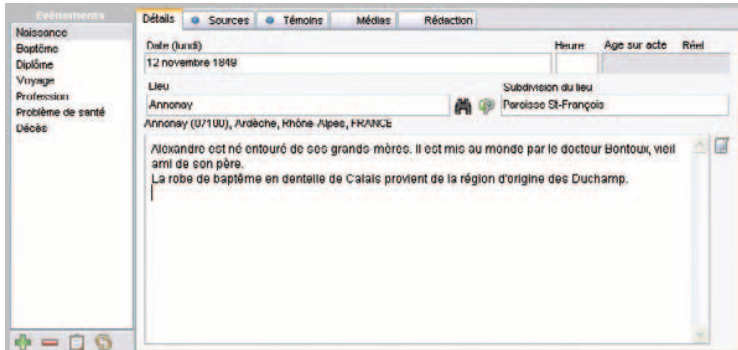 Evènements
Naissance
Baptême
Diplôme
Voyage
Profession
Problème de santé
Décès
Détails Sources Témoins Médias Rédaction
Date (lundi) Heure Age sur acte Réel
12 novembre 1849
Lieu Subdivision du lieu
Annonay Paroisse St-François
Annonay (07100), Ardèche, Rhône-Alpes, FRANCE
Alexandre est né entouré de ses grands-mères. Il est mis au monde par le docteur Bontoux, vieil
ami de son père.
La robe de baptême en dentelle de Calais provient de la région d'origine des Duchamp.